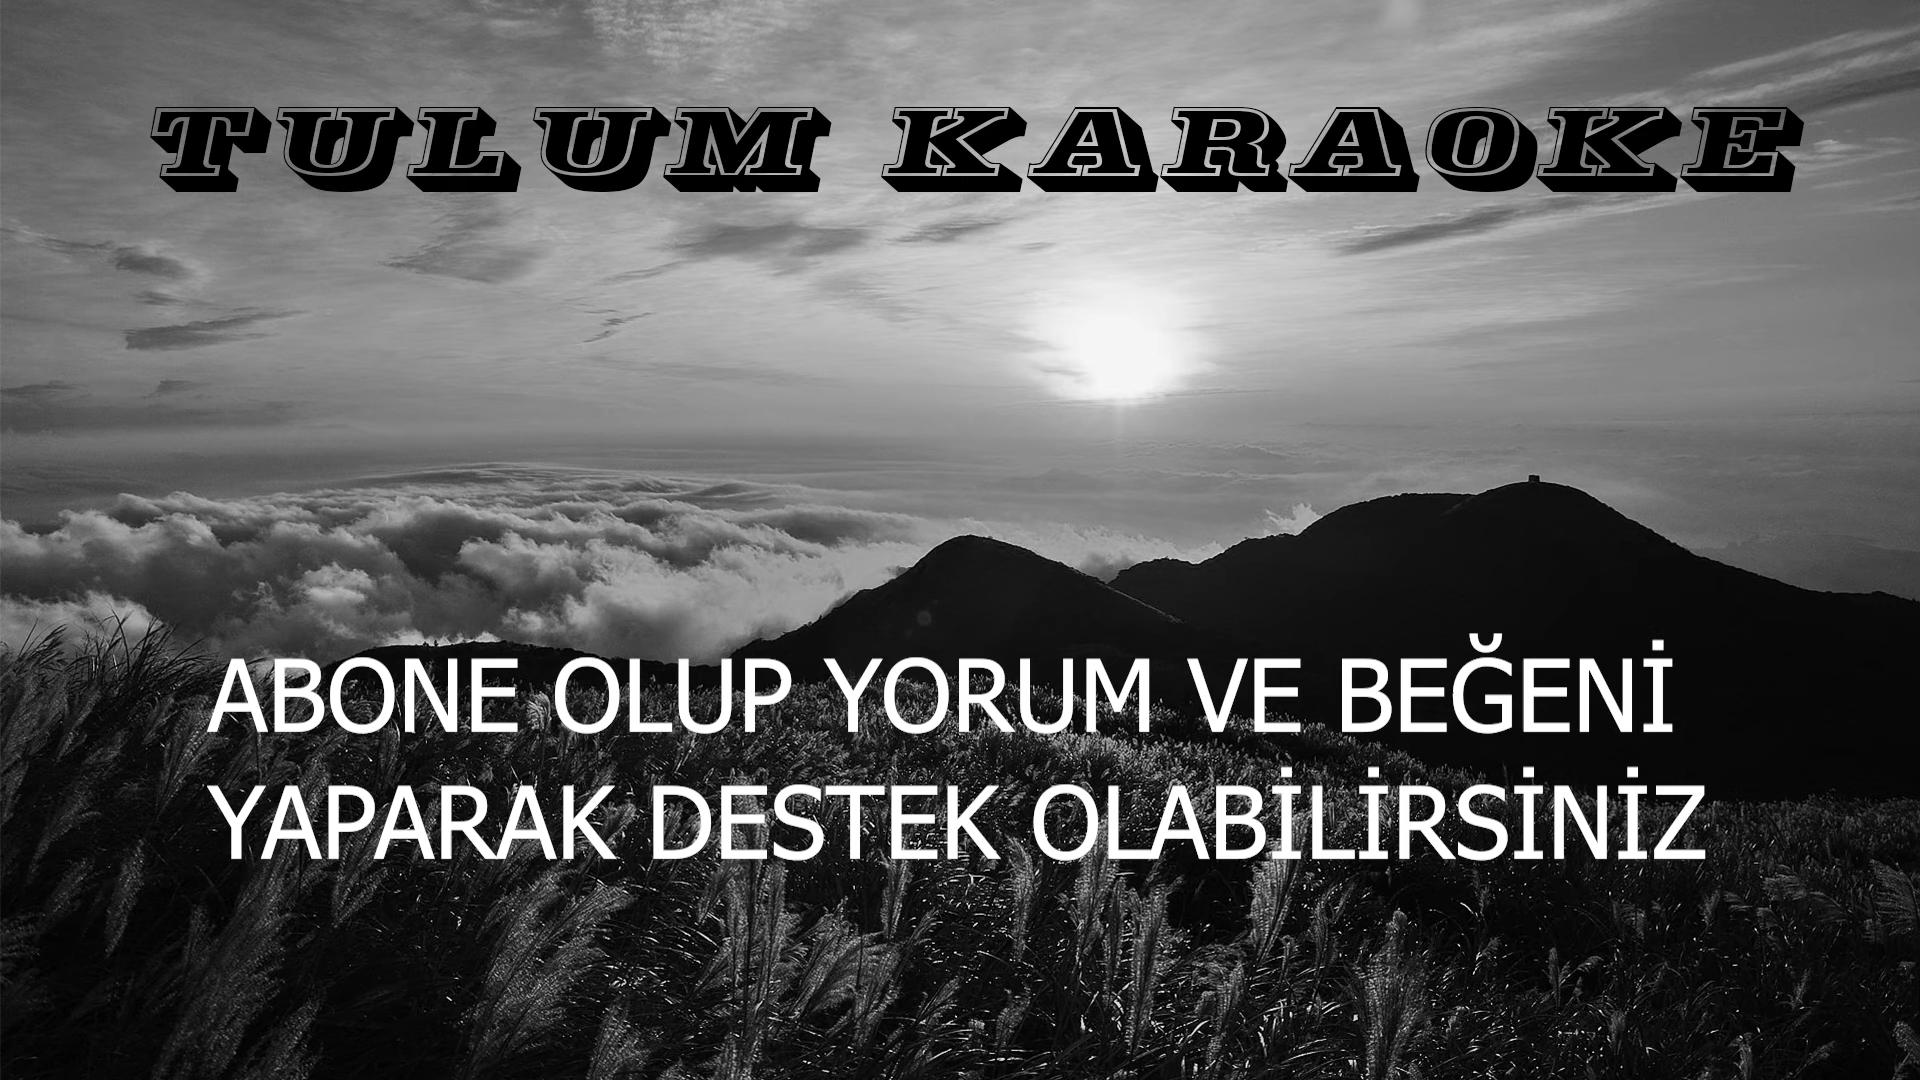 TULUM KARAOKE
ABONE OLUP YORUM VE BEĞENİ
YAPARAK DESTEK OLABİLİRSİNİZ